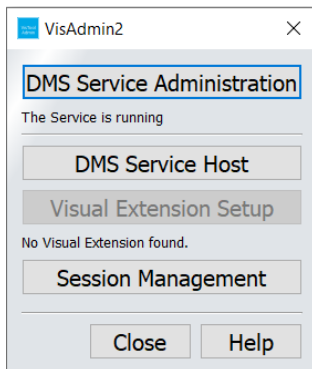 VisAdmin2
DMS Service Administration
The Service is running
DMS Service Host
Visual Extension Setup
No Visual Extension found.
Session Management
Close Help